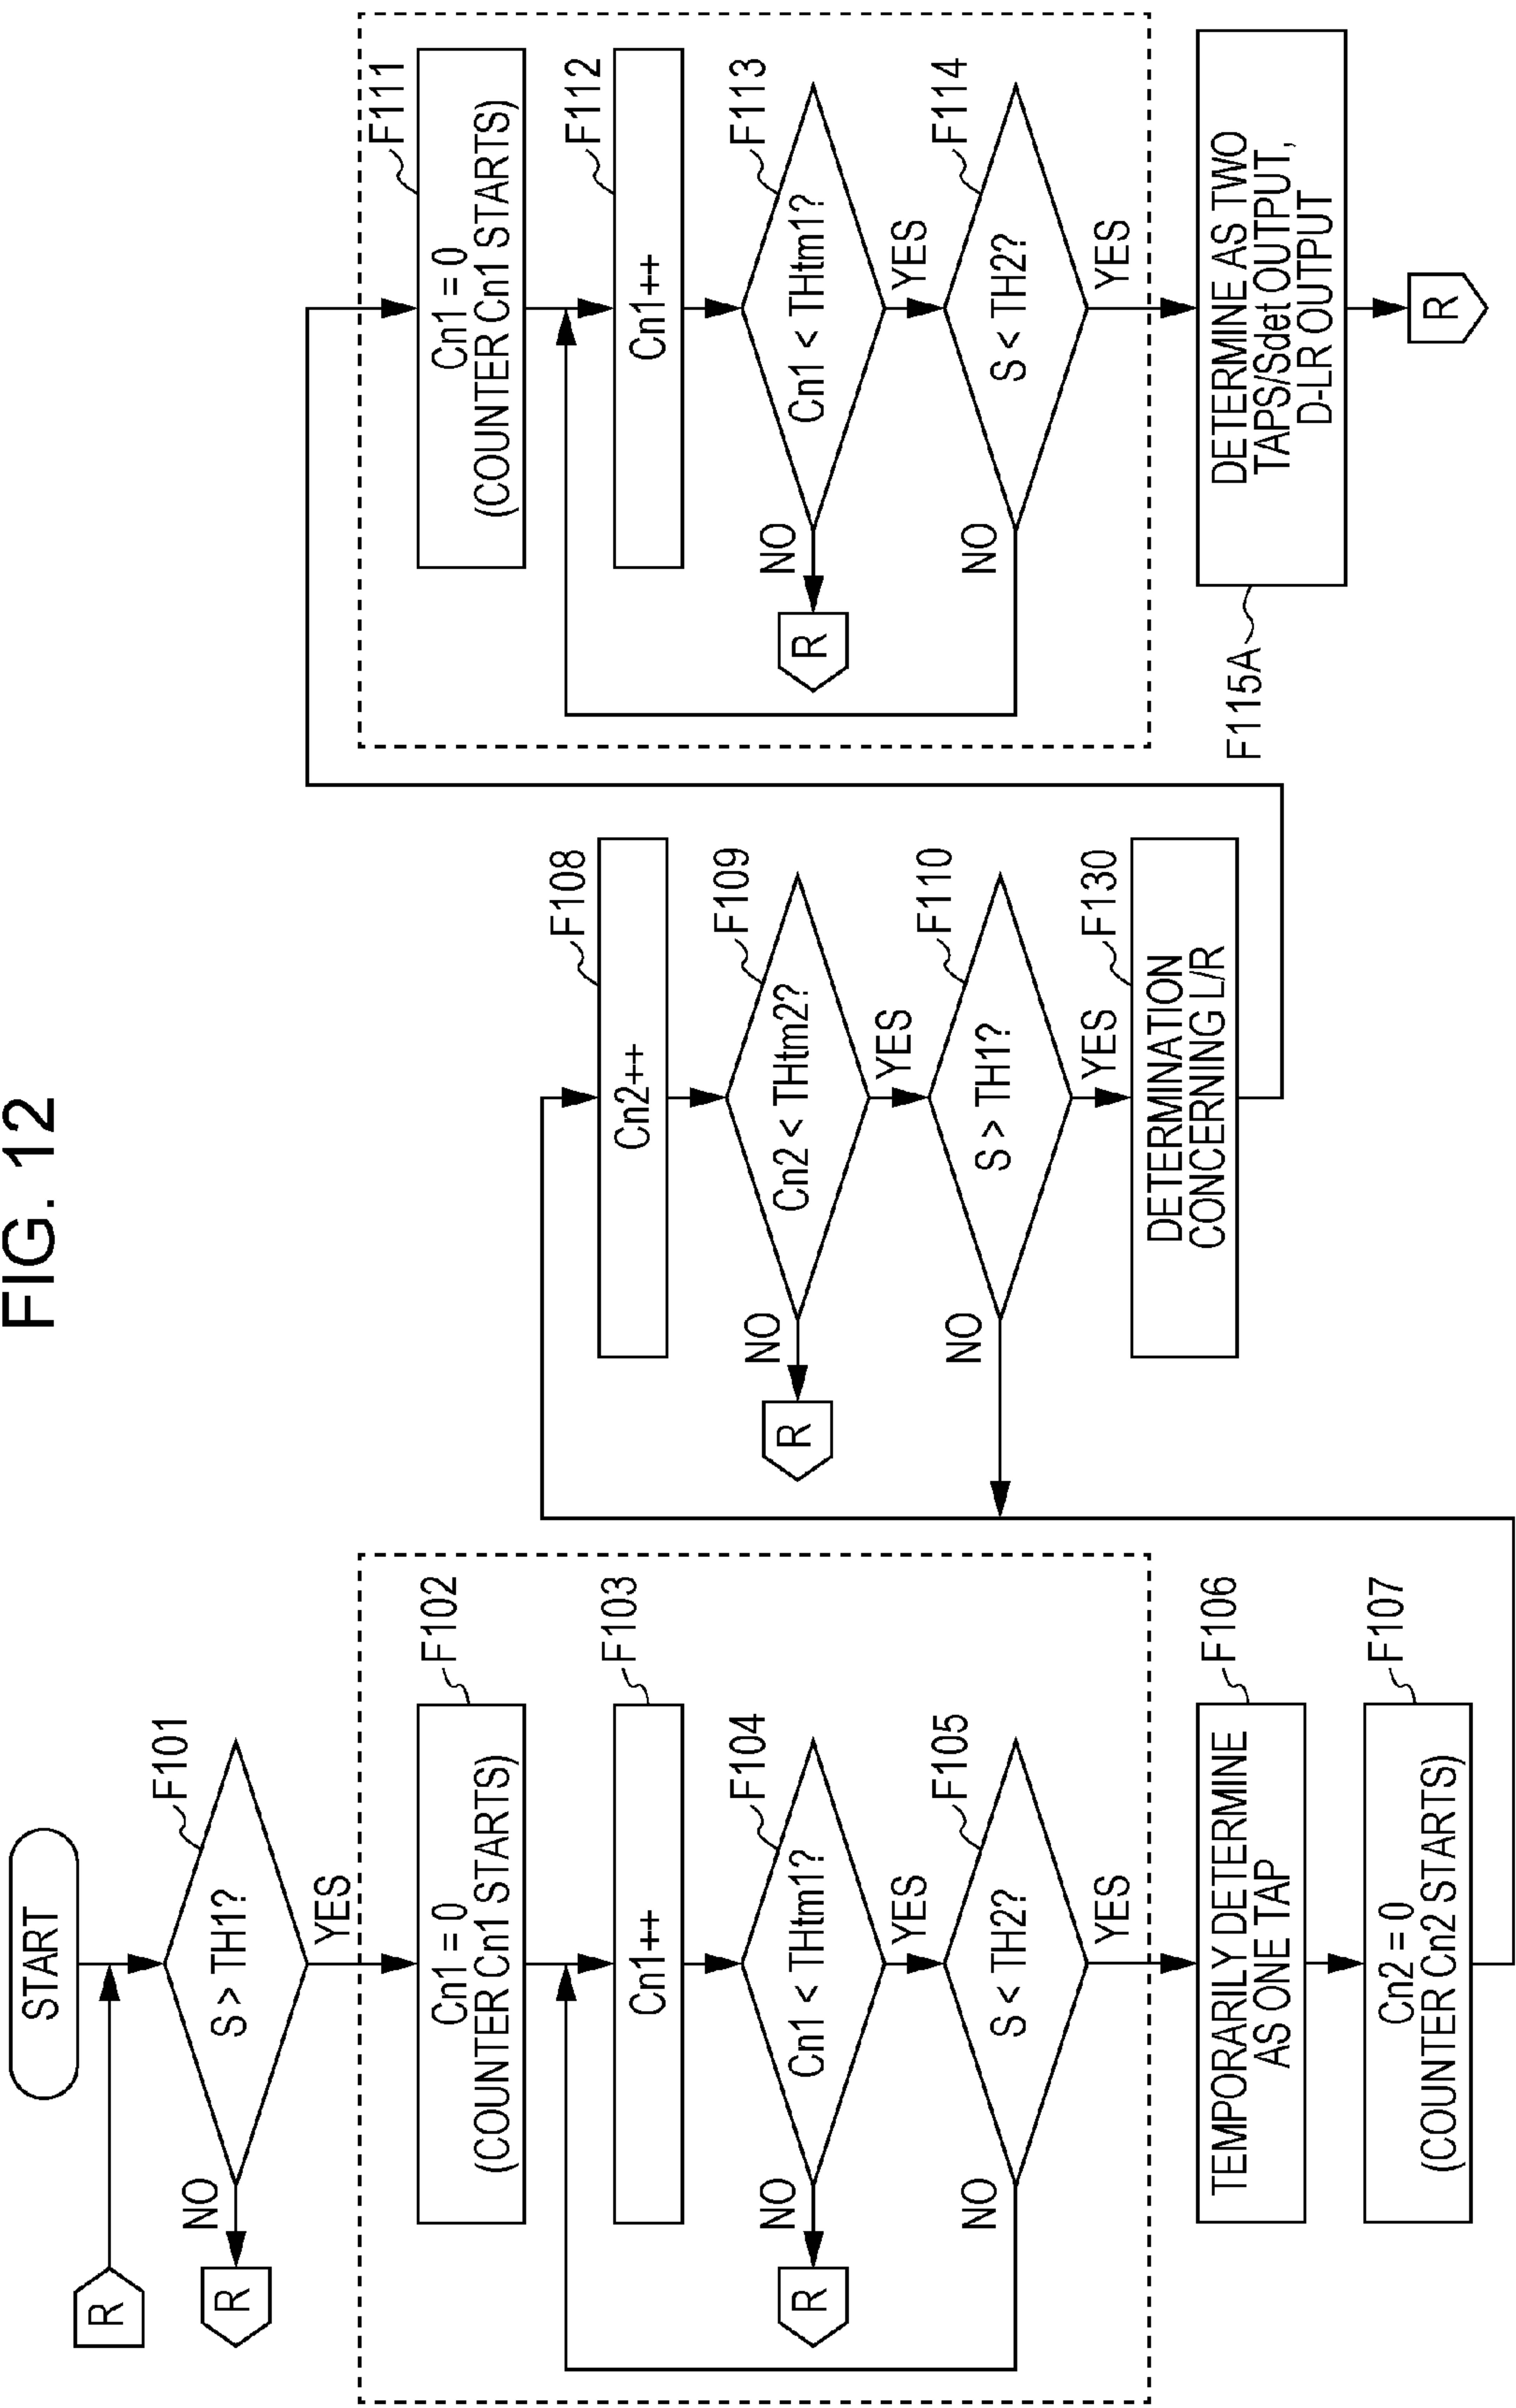 FIG. 12
START
R
F101
S > TH1?
NO
R
YES
F102
Cn1 = 0
(COUNTER Cn1 STARTS)
F103
Cn1++
F104
Cn1 < THtm1?
NO
R
YES
F105
S < TH2?
NO
YES
F106
TEMPORARILY DETERMINE
AS ONE TAP
F107
Cn2 = 0
(COUNTER Cn2 STARTS)
F108
Cn2++
F109
Cn2 < THtm2?
NO
R
YES
F110
S > TH1?
NO
YES
F130
DETERMINATION
CONCERNING L/R
F111
Cn1 = 0
(COUNTER Cn1 STARTS)
F112
Cn1++
F113
Cn1 < THtm1?
NO
R
YES
F114
S < TH2?
NO
YES
F115A
DETERMINE AS TWO
TAPS/Sdet OUTPUT,
D-LR OUTPUT
R